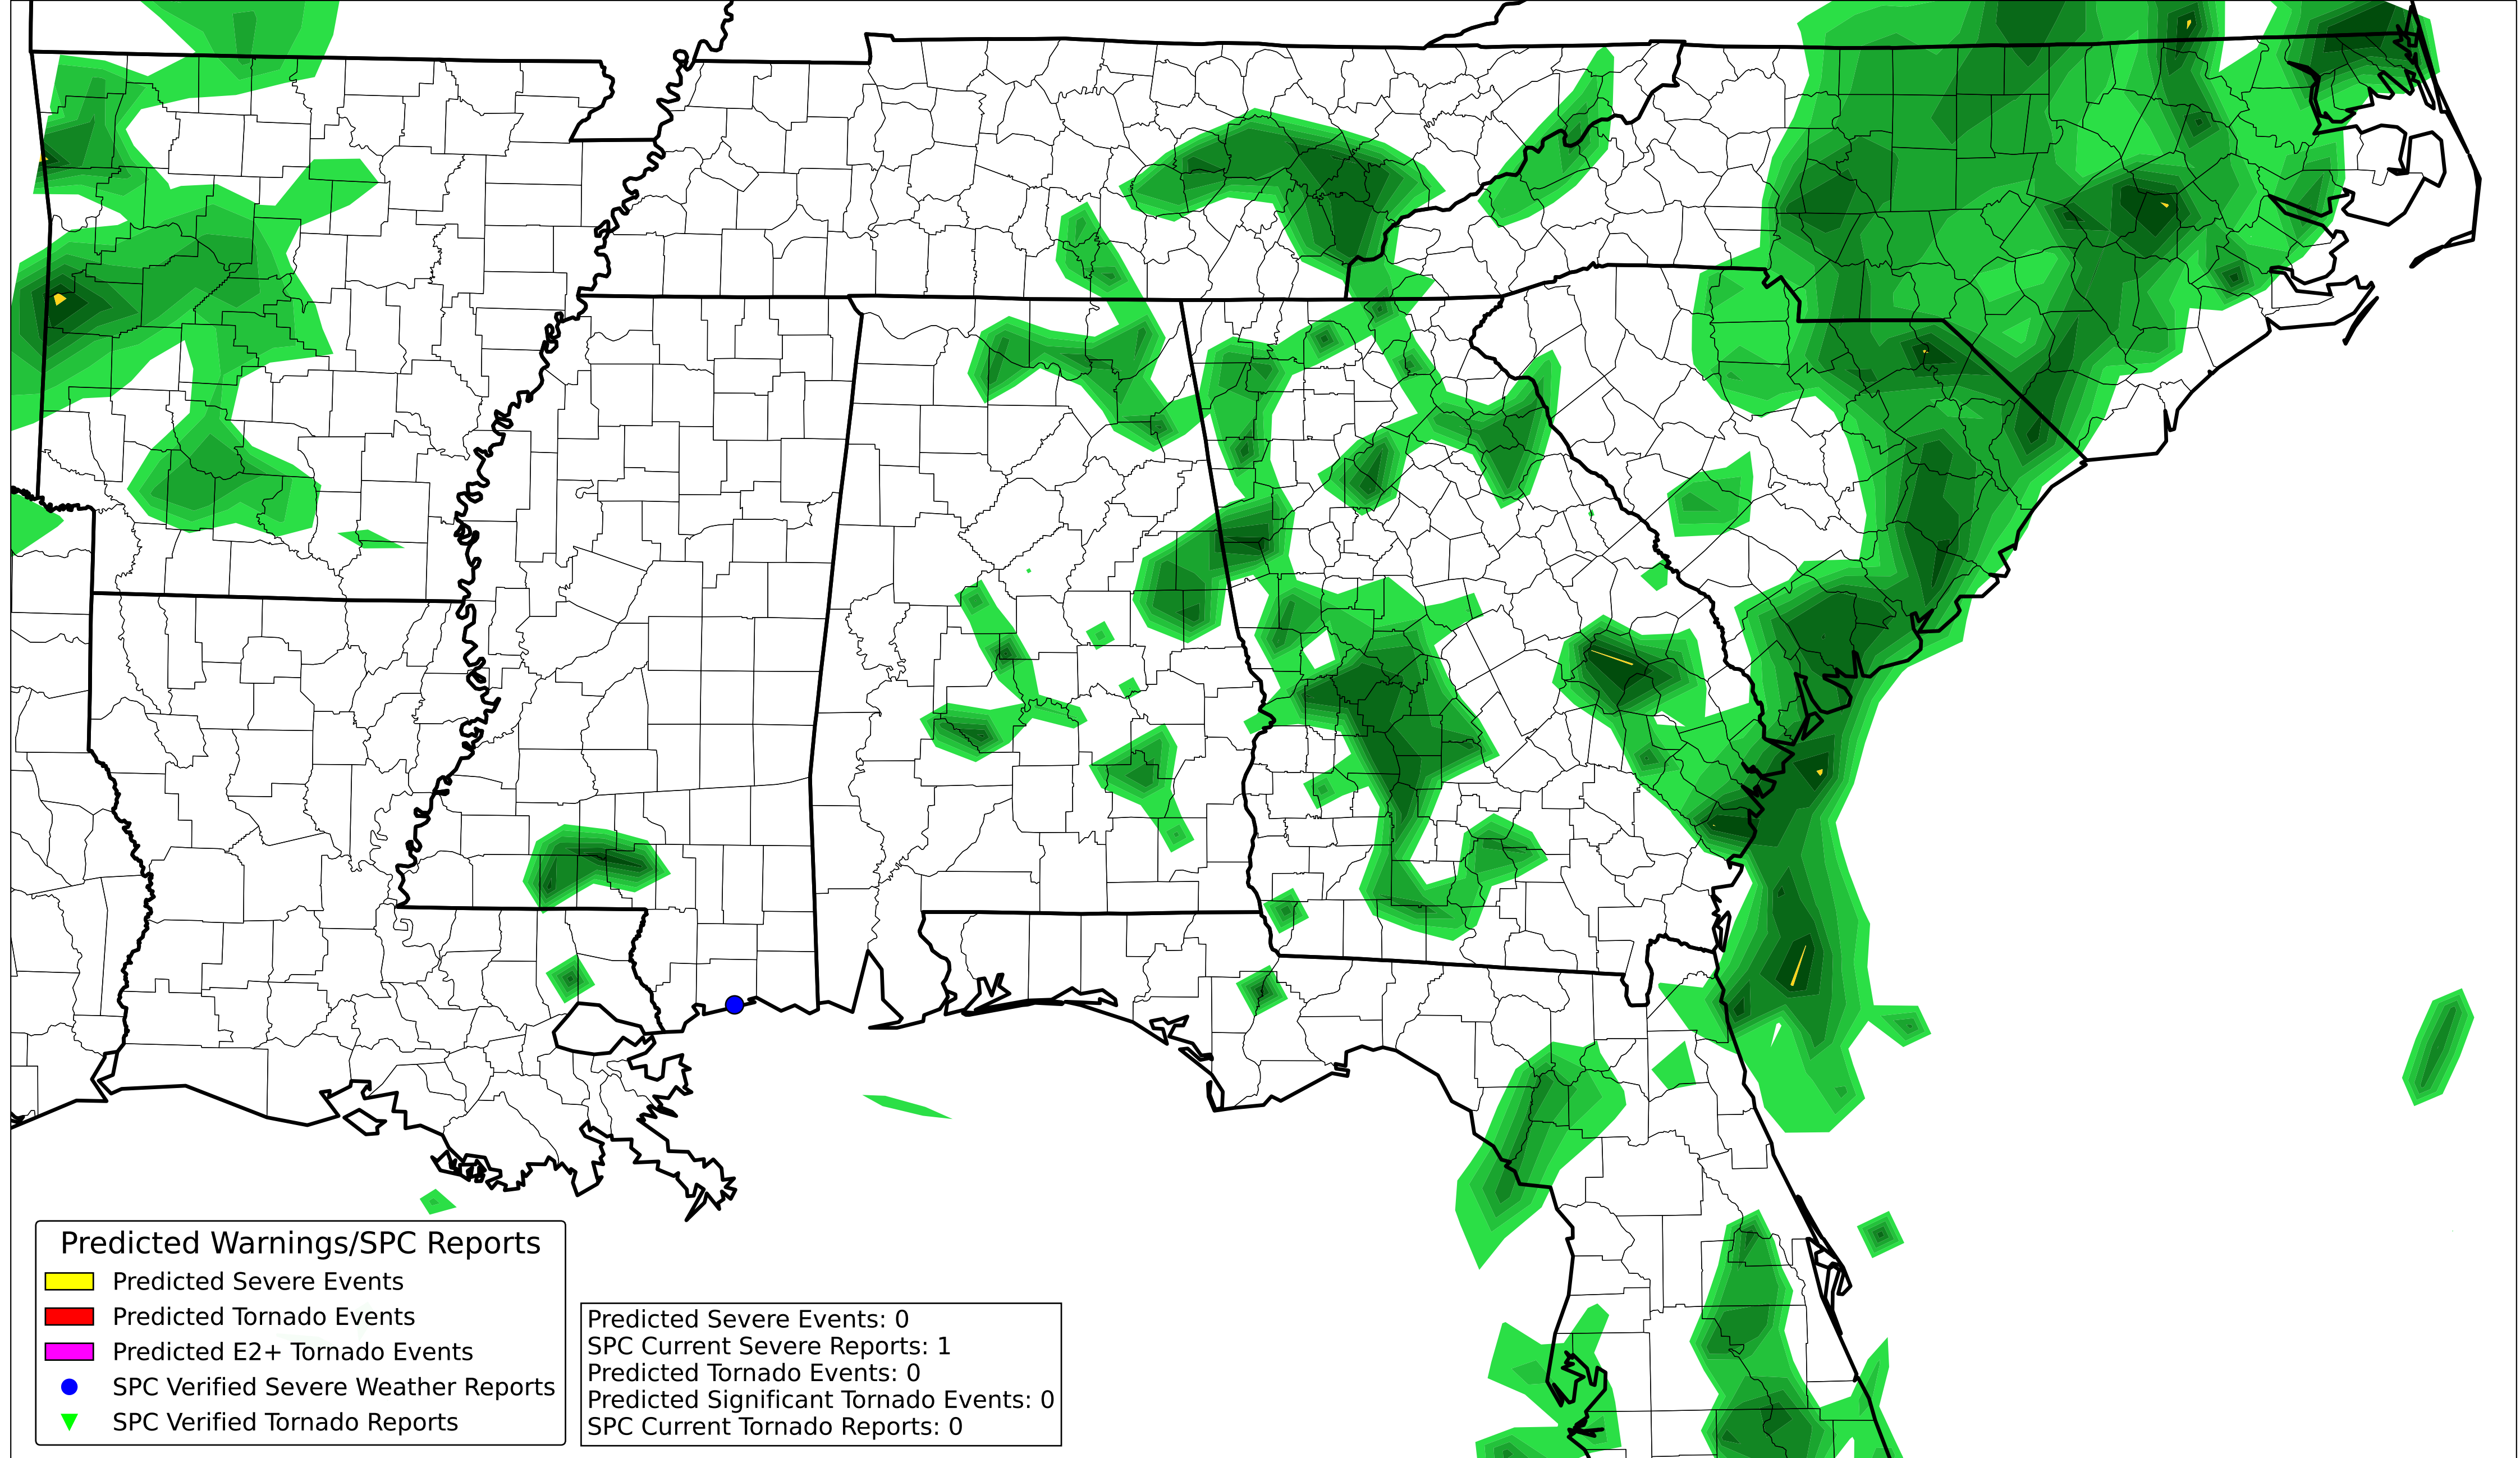 Predicted Warnings/SPC Reports
Predicted Severe Events
Predicted Tornado Events
Predicted E2+ Tornado Events
SPC Verified Severe Weather Reports
SPC Verified Tornado Reports
Predicted Severe Events: 0
SPC Current Severe Reports: 1
Predicted Tornado Events: 0
Predicted Significant Tornado Events: 0
SPC Current Tornado Reports: 0